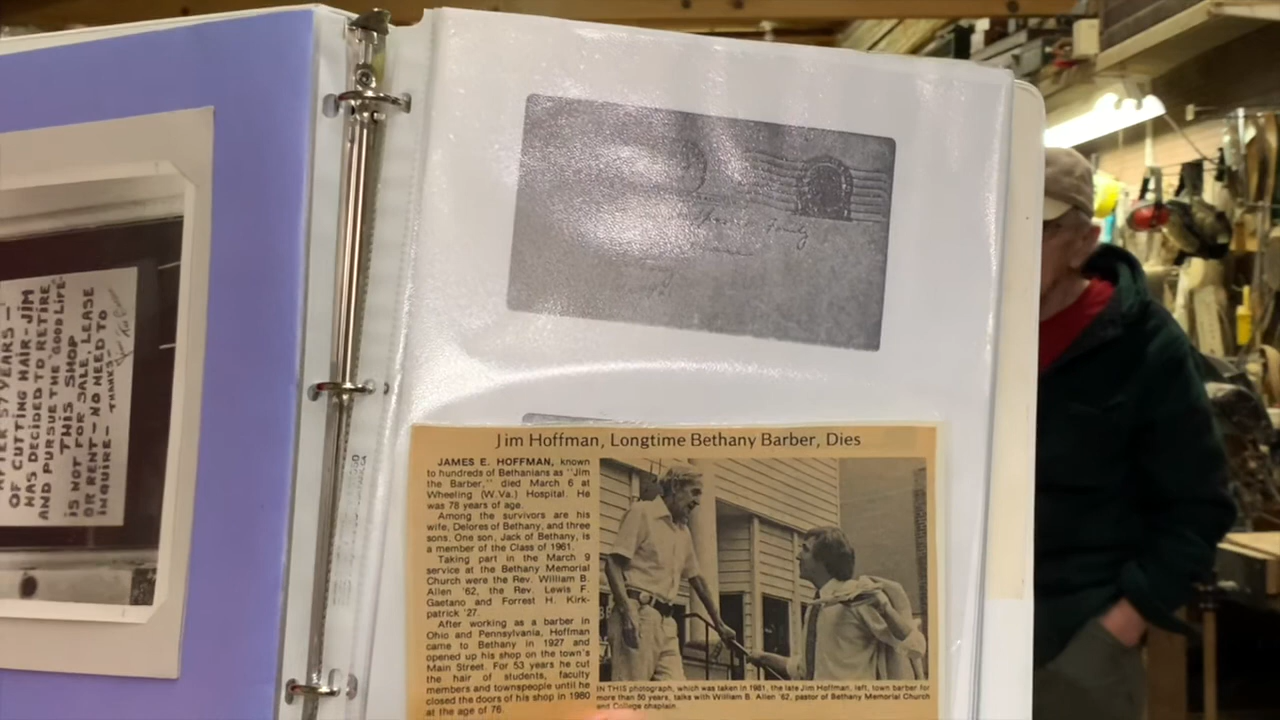 AFTER 57 YEARS —
OF CUTTING HAIR - JIM
HAS DECIDED TO RETIRE
AND PURSUE THE "GOOD LIFE"
THIS SHOP
IS NOT FOR SALE, LEASE
OR RENT — NO NEED TO
INQUIRE — THANKS —
Family
Jim Hoffman, Longtime Bethany Barber, Dies
JAMES E. HOFFMAN, known
to hundreds of Bethanians as "Jim
the Barber," died March 6 at
Wheeling (W.Va.) Hospital. He
was 78 years of age.
Among the survivors are his
wife, Delores of Bethany, and three
sons. One son, Jack of Bethany, is
a member of the Class of 1961.
Taking part in the March 9
service at the Bethany Memorial
Church were the Rev. William B.
Allen '62, the Rev. Lewis F.
Gaetano and Forrest H. Kirk-
patrick '27.
After working as a barber in
Ohio and Pennsylvania, Hoffman
came to Bethany in 1927 and
opened up his shop on the town's
Main Street. For 53 years he cut
the hair of students, faculty
members and townspeople until he
closed the doors of his shop in 1980
at the age of 76.
IN THIS photograph, which was taken in 1981, the late Jim Hoffman, left, town barber for
more than 50 years, talks with William B. Allen '62, pastor of Bethany Memorial Church
and College chaplain.